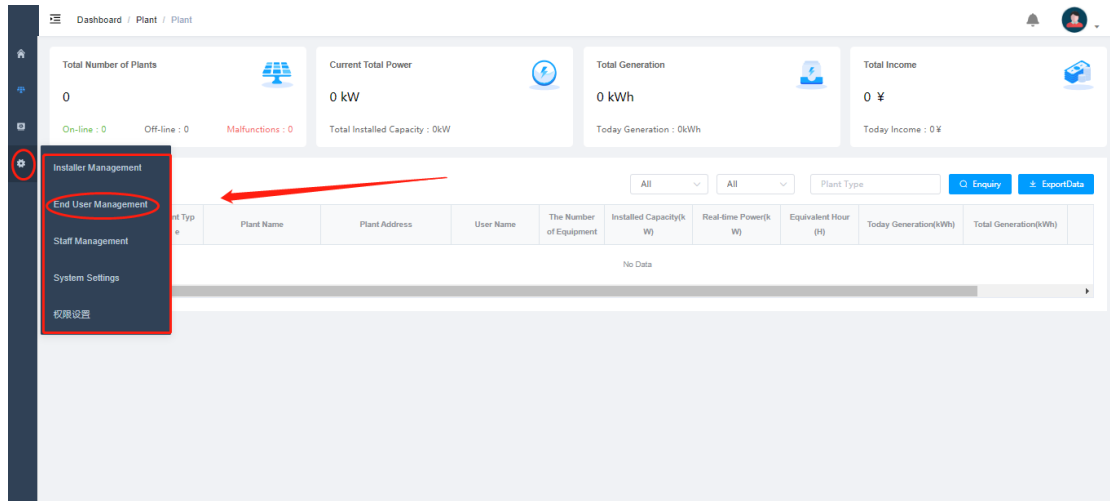 Dashboard / Plant / Plant
Total Number of Plants
0
On-line : 0 Off-line : 0 Malfunctions : 0
Current Total Power
0 kW
Total Installed Capacity : 0kW
Total Generation
0 kWh
Today Generation : 0kWh
Total Income
0 ¥
Today Income : 0¥
Installer Management
End User Management
Staff Management
System Settings
权限设置
All All Plant Type Enquiry ExportData
nt Typ
e
Plant Name
Plant Address
User Name
The Number
of Equipment
Installed Capacity(k
W)
Real-time Power(k
W)
Equivalent Hour
(H)
Today Generation(kWh)
Total Generation(kWh)
No Data